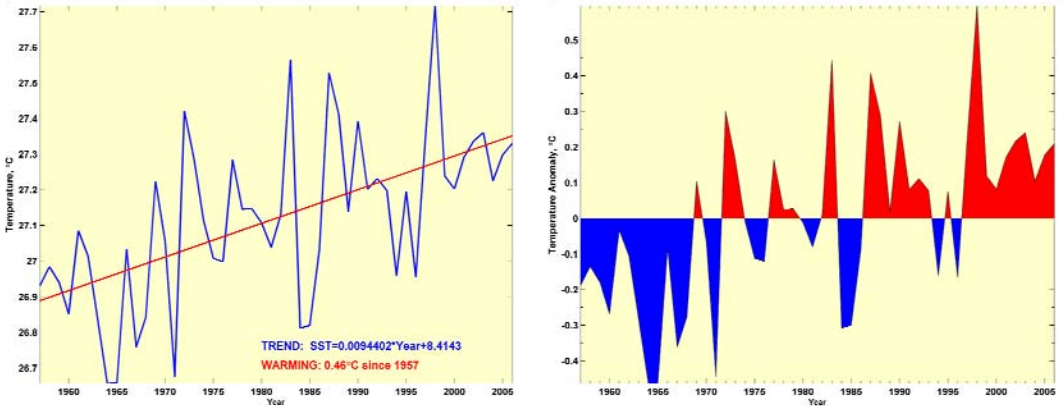 27.7
27.6
27.5
27.4
27.3
27.2
27.1
27
26.9
26.8
26.7
Temperature, °C
1960 1965 1970 1975 1980 1985 1990 1995 2000 2005
Year
TREND: SST=0.0094402*Year+8.4143
WARMING: 0.46°C since 1957
0.5
0.4
0.3
0.2
0.1
0
-0.1
-0.2
-0.3
-0.4
Temperature Anomaly, °C
1960 1965 1970 1975 1980 1985 1990 1995 2000 2005
Year